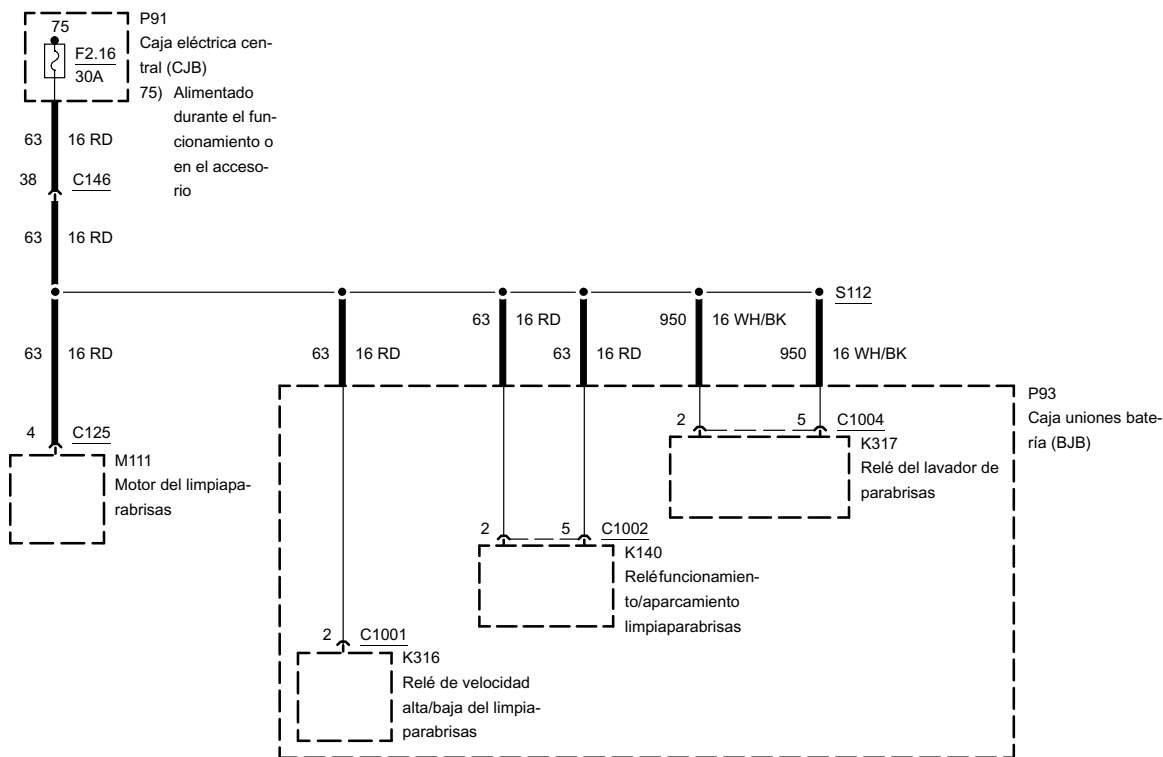 75
F2.16
30A
P91
Caja eléctrica cen-
tral (CJB)
75) Alimentado
durante el fun-
cionamiento o
en el acceso-
rio
63 16 RD
38 C146
63 16 RD
S112
63 16 RD
63 16 RD
63 16 RD
63 16 RD
950 16 WH/BK
950 16 WH/BK
P93
Caja uniones bate-
ría (BJB)
4 C125
M111
Motor del limpiapa-
rabrisas
2 5 C1004
K317
Relé del lavador de
parabrisas
2 5 C1002
K140
Reléfuncionamien-
to/aparcamiento
limpiaparabrisas
2 C1001
K316
Relé de velocidad
alta/baja del limpia-
parabrisas